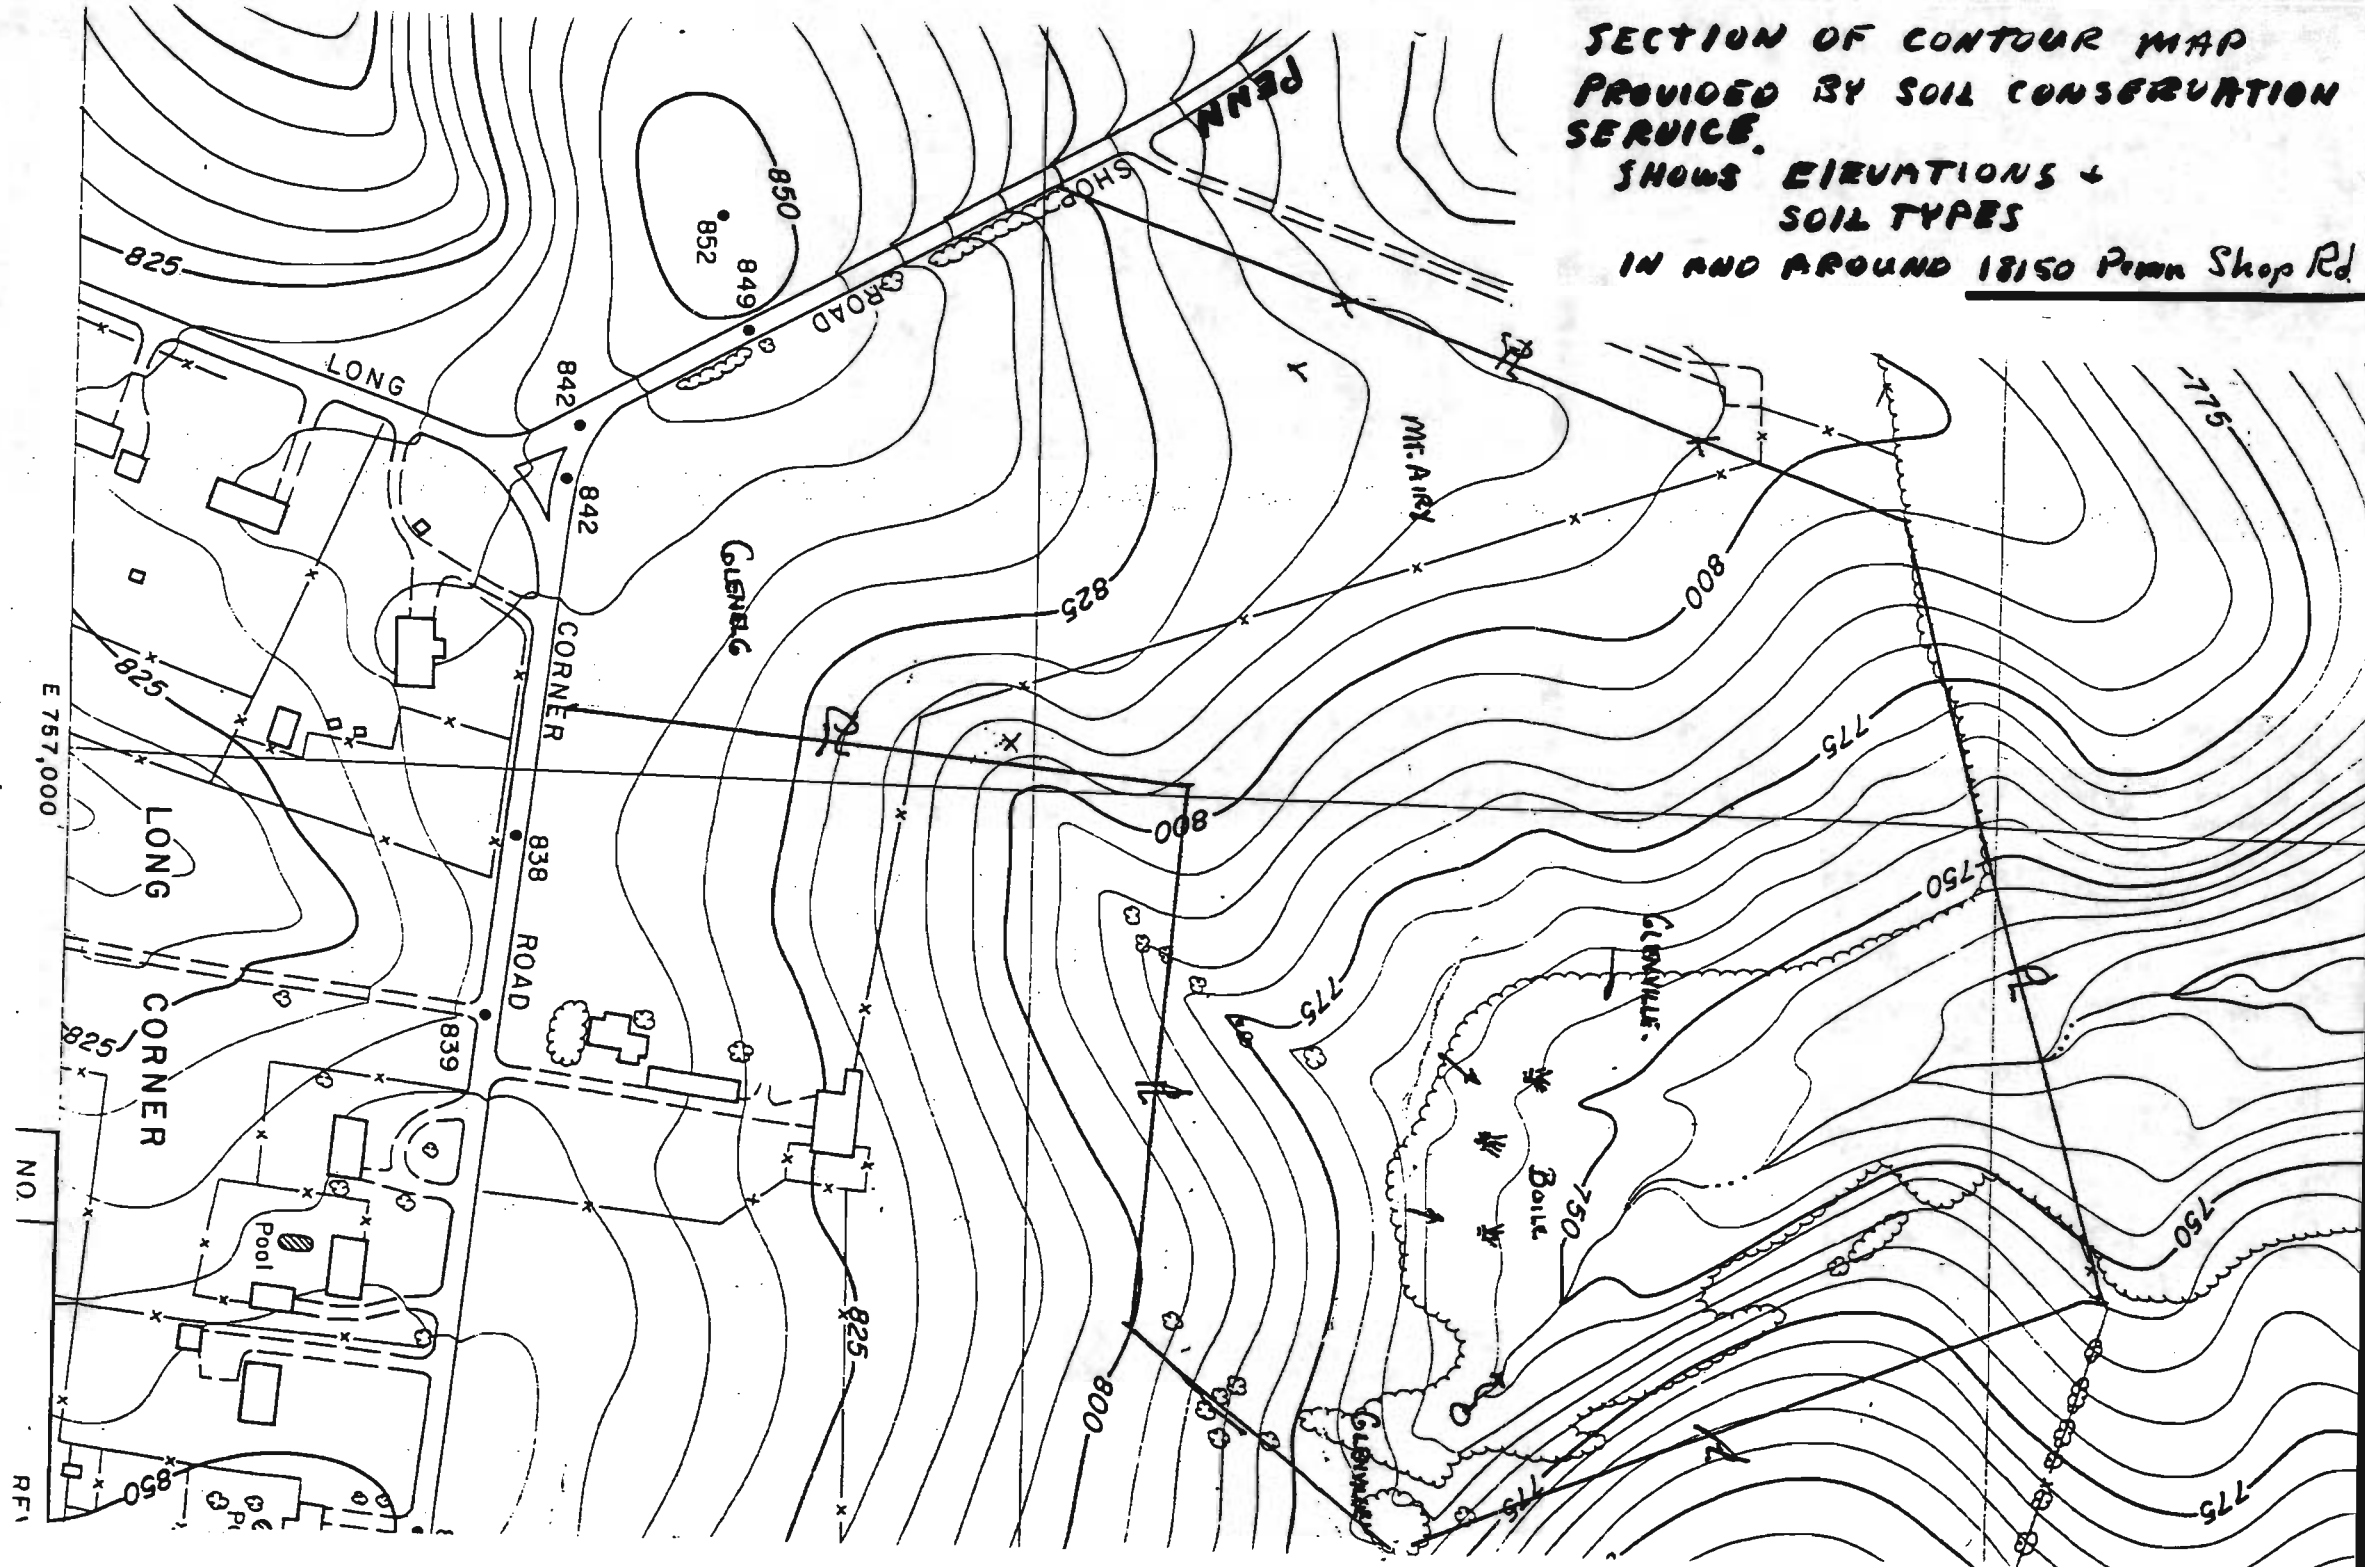 SECTION OF CONTOUR MAP
PROVIDED BY SOIL CONSERVATION
SERVICE.
SHOWS ELEVATIONS +
SOIL TYPES
IN AND AROUND 18150 Penn Shop Rd
PENN
SHOP
ROAD
850
852
849
842
842
825
LONG
CORNER
ROAD
GLENELG
MT. AIRY
775
825
800
825
E 757,000
LONG
CORNER
838
839
800
775
750
775
GLENVILLE
BAILE
750
750
825
825
800
GLENVILLE
775
775
Pool
850
NO.